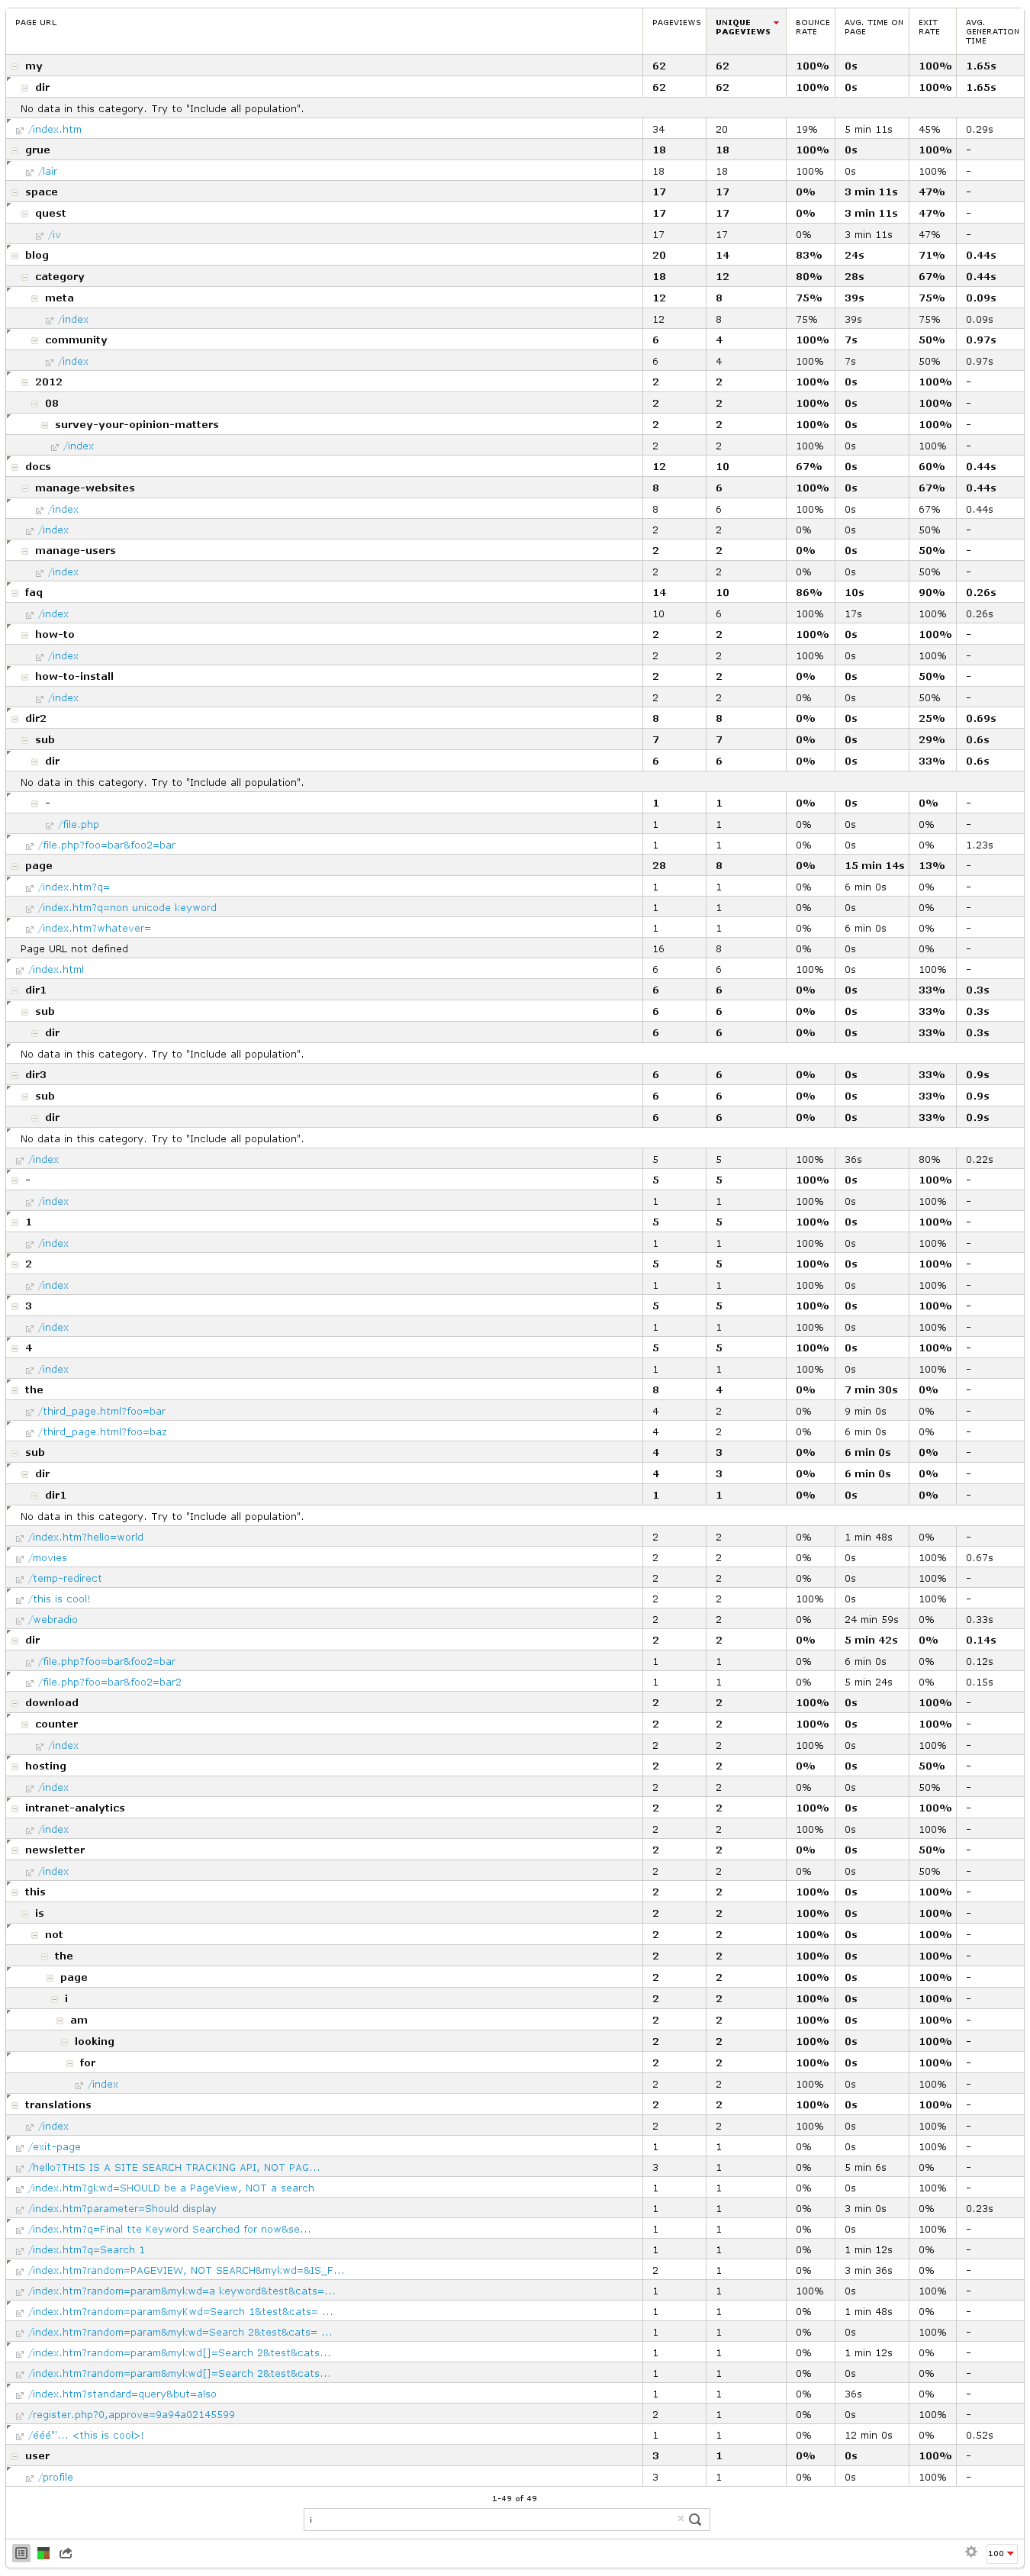 PAGE URL PAGEVIEWS UNIQUE PAGEVIEWS BOUNCE RATE AVG. TIME ON PAGE EXIT RATE AVG. GENERATION TIME
my 62 62 100% 0s 100% 1.65s
dir 62 62 100% 0s 100% 1.65s
No data in this category. Try to "Include all population".
/index.htm 34 20 19% 5 min 11s 45% 0.29s
grue 18 18 100% 0s 100% -
/lair 18 18 100% 0s 100% -
space 17 17 0% 3 min 11s 47% -
quest 17 17 0% 3 min 11s 47% -
/iv 17 17 0% 3 min 11s 47% -
blog 20 14 83% 24s 71% 0.44s
category 18 12 80% 28s 67% 0.44s
meta 12 8 75% 39s 75% 0.09s
/index 12 8 75% 39s 75% 0.09s
community 6 4 100% 7s 50% 0.97s
/index 6 4 100% 7s 50% 0.97s
2012 2 2 100% 0s 100% -
08 2 2 100% 0s 100% -
survey-your-opinion-matters 2 2 100% 0s 100% -
/index 2 2 100% 0s 100% -
docs 12 10 67% 0s 60% 0.44s
manage-websites 8 6 100% 0s 67% 0.44s
/index 8 6 100% 0s 67% 0.44s
/index 2 2 0% 0s 50% -
manage-users 2 2 0% 0s 50% -
/index 2 2 0% 0s 50% -
faq 14 10 86% 10s 90% 0.26s
/index 10 6 100% 17s 100% 0.26s
how-to 2 2 100% 0s 100% -
/index 2 2 100% 0s 100% -
how-to-install 2 2 0% 0s 50% -
/index 2 2 0% 0s 50% -
dir2 8 8 0% 0s 25% 0.69s
sub 7 7 0% 0s 29% 0.6s
dir 6 6 0% 0s 33% 0.6s
No data in this category. Try to "Include all population".
- 1 1 0% 0s 0% -
/file.php 1 1 0% 0s 0% -
/file.php?foo=bar&foo2=bar 1 1 0% 0s 0% 1.23s
page 28 8 0% 15 min 14s 13% -
/index.htm?q= 1 1 0% 6 min 0s 0% -
/index.htm?q=non unicode keyword 1 1 0% 0s 0% -
/index.htm?whatever= 1 1 0% 6 min 0s 0% -
Page URL not defined 16 8 0% 0s 0% -
/index.html 6 6 100% 0s 100% -
dir1 6 6 0% 0s 33% 0.3s
sub 6 6 0% 0s 33% 0.3s
dir 6 6 0% 0s 33% 0.3s
No data in this category. Try to "Include all population".
dir3 6 6 0% 0s 33% 0.9s
sub 6 6 0% 0s 33% 0.9s
dir 6 6 0% 0s 33% 0.9s
No data in this category. Try to "Include all population".
/index 5 5 100% 36s 80% 0.22s
- 5 5 100% 0s 100% -
/index 1 1 100% 0s 100% -
1 5 5 100% 0s 100% -
/index 1 1 100% 0s 100% -
2 5 5 100% 0s 100% -
/index 1 1 100% 0s 100% -
3 5 5 100% 0s 100% -
/index 1 1 100% 0s 100% -
4 5 5 100% 0s 100% -
/index 1 1 100% 0s 100% -
the 8 4 0% 7 min 30s 0% -
/third_page.html?foo=bar 4 2 0% 9 min 0s 0% -
/third_page.html?foo=baz 4 2 0% 6 min 0s 0% -
sub 4 3 0% 6 min 0s 0% -
dir 4 3 0% 6 min 0s 0% -
dir1 1 1 0% 0s 0% -
No data in this category. Try to "Include all population".
/index.htm?hello=world 2 2 0% 1 min 48s 0% -
/movies 2 2 0% 0s 100% 0.67s
/temp-redirect 2 2 0% 0s 100% -
/this is cool! 2 2 100% 0s 100% -
/webradio 2 2 0% 24 min 59s 0% 0.33s
dir 2 2 0% 5 min 42s 0% 0.14s
/file.php?foo=bar&foo2=bar 1 1 0% 6 min 0s 0% 0.12s
/file.php?foo=bar&foo2=bar2 1 1 0% 5 min 24s 0% 0.15s
download 2 2 100% 0s 100% -
counter 2 2 100% 0s 100% -
/index 2 2 100% 0s 100% -
hosting 2 2 0% 0s 50% -
/index 2 2 0% 0s 50% -
intranet-analytics 2 2 100% 0s 100% -
/index 2 2 100% 0s 100% -
newsletter 2 2 0% 0s 50% -
/index 2 2 0% 0s 50% -
this 2 2 100% 0s 100% -
is 2 2 100% 0s 100% -
not 2 2 100% 0s 100% -
the 2 2 100% 0s 100% -
page 2 2 100% 0s 100% -
i 2 2 100% 0s 100% -
am 2 2 100% 0s 100% -
looking 2 2 100% 0s 100% -
for 2 2 100% 0s 100% -
/index 2 2 100% 0s 100% -
translations 2 2 100% 0s 100% -
/index 2 2 100% 0s 100% -
/exit-page 1 1 0% 0s 100% -
/hello?THIS IS A SITE SEARCH TRACKING API, NOT PAG... 3 1 0% 5 min 6s 0% -
/index.htm?gkwd=SHOULD be a PageView, NOT a search 1 1 0% 0s 100% -
/index.htm?parameter=Should display 1 1 0% 3 min 0s 0% 0.23s
/index.htm?q=Final tte Keyword Searched for now&se... 1 1 0% 0s 100% -
/index.htm?q=Search 1 1 1 0% 1 min 12s 0% -
/index.htm?random=PAGEVIEW, NOT SEARCH&mykwd=&IS_F... 2 1 0% 3 min 36s 0% -
/index.htm?random=param&mykwd=a keyword&test&cats=... 1 1 100% 0s 100% -
/index.htm?random=param&myKwd=Search 1&test&cats= ... 1 1 0% 1 min 48s 0% -
/index.htm?random=param&mykwd=Search 2&test&cats= ... 1 1 0% 0s 100% -
/index.htm?random=param&mykwd[]=Search 2&test&cats... 1 1 0% 1 min 12s 0% -
/index.htm?random=param&mykwd[]=Search 2&test&cats... 1 1 0% 0s 0% -
/index.htm?standard=query&but=also 1 1 0% 36s 0% -
/register.php?0,approve=9a94a02145599 2 1 0% 0s 100% -
/ééé"'... <this is cool>! 1 1 0% 12 min 0s 0% 0.52s
user 3 1 0% 0s 100% -
/profile 3 1 0% 0s 100% -
1-49 of 49
i
100